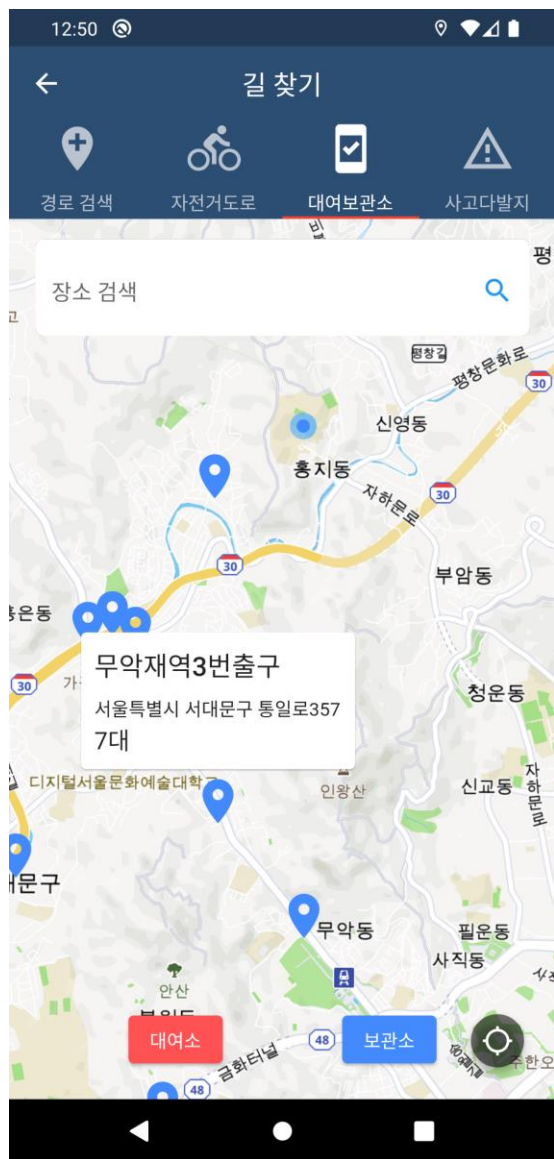 12:50
길 찾기
경로 검색
자전거도로
대여보관소
사고다발지
장소 검색
평창길
평창문화로
30
신영동
홍지동
자하문로
30
30
부암동
30
무악재역3번출구
서울특별시 서대문구 통일로357
7대
청운동
디지털서울문화예술대학교
인왕산
신교동
자하문로
무악동
필운동
사직동
안산
대여소
48
보관소
금화터널
48